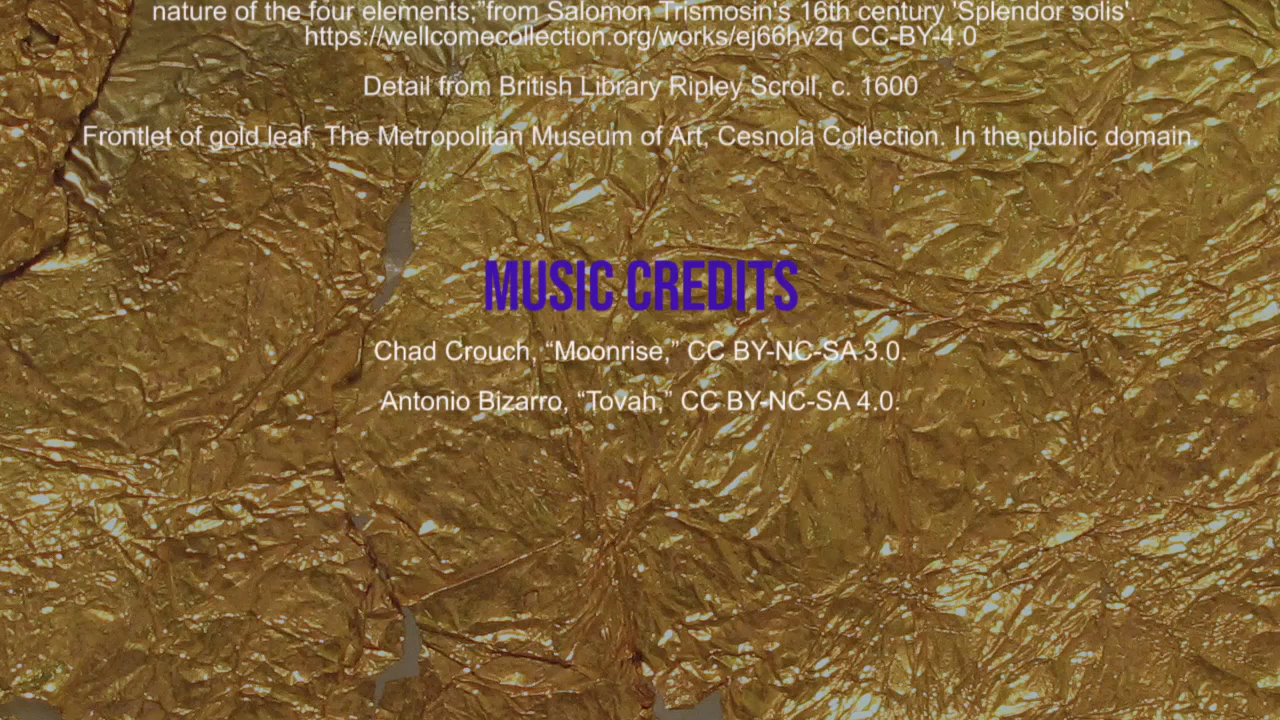 nature of the four elements;”from Salomon Trismosin's 16th century 'Splendor solis'.
https://wellcomecollection.org/works/ej66hv2q CC-BY-4.0
Detail from British Library Ripley Scroll, c. 1600
Frontlet of gold leaf, The Metropolitan Museum of Art, Cesnola Collection. In the public domain.
MUSIC CREDITS
Chad Crouch, “Moonrise,” CC BY-NC-SA 3.0.
Antonio Bizarro, “Tovah,” CC BY-NC-SA 4.0.